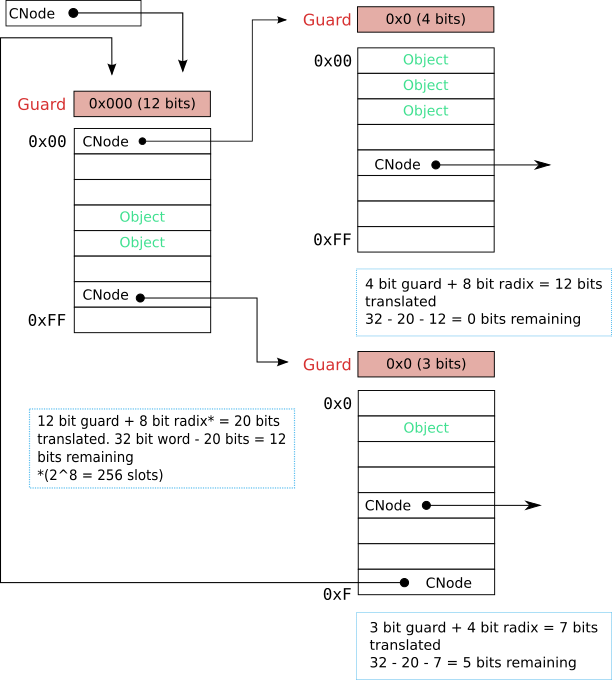 CNode
Guard
0x000 (12 bits)
0x00
CNode
Object
Object
CNode
0xFF
12 bit guard + 8 bit radix* = 20 bits
translated. 32 bit word - 20 bits = 12
bits remaining
*(2^8 = 256 slots)
Guard
0x0 (4 bits)
0x00
Object
Object
Object
CNode
0xFF
4 bit guard + 8 bit radix = 12 bits
translated
32 - 20 - 12 = 0 bits remaining
Guard
0x0 (3 bits)
0x0
Object
CNode
CNode
0xF
3 bit guard + 4 bit radix = 7 bits
translated
32 - 20 - 7 = 5 bits remaining